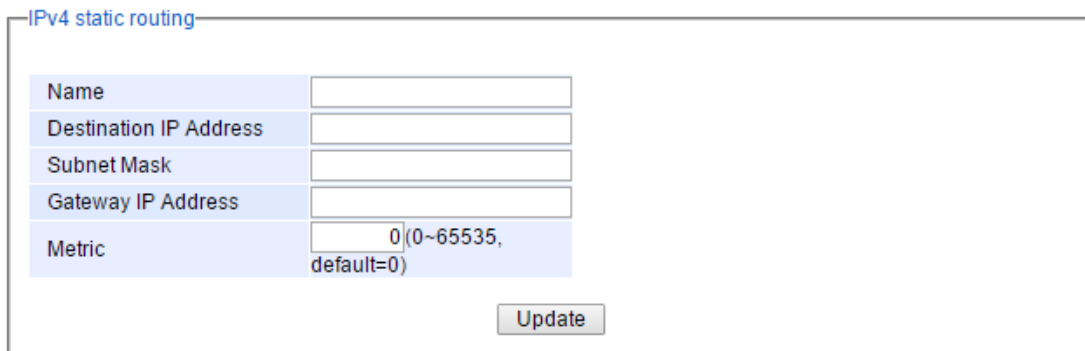 IPv4 static routing
Name
Destination IP Address
Subnet Mask
Gateway IP Address
Metric 0(0~65535,
default=0)
Update